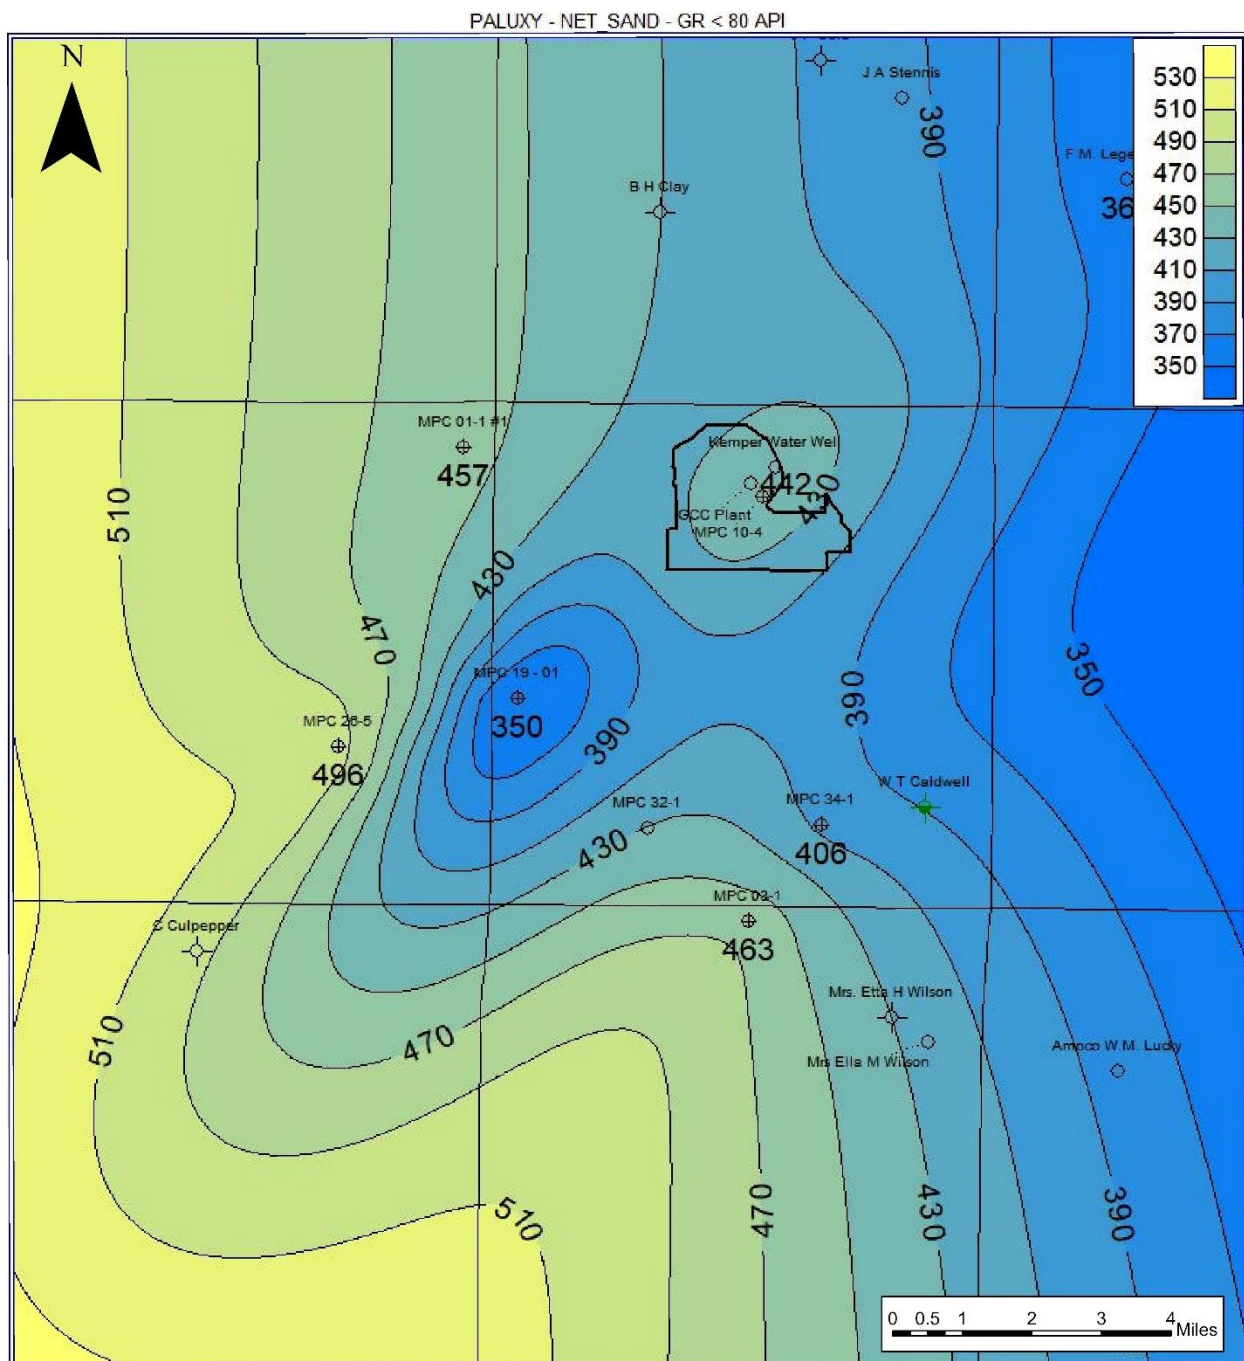 PALUXY - NET_SAND - GR < 80 API
N
J A Stennis
F.M. Lege
36
B H Clay
390
530
510
490
470
450
430
410
390
370
350
MPC 01-1 #1
457
Kemper Water Well
442
GCC Plant
MPC 10-4
430
510
430
470
MPC 19 - 01
350
390
390
350
MPC 26-5
496
MPC 32-1
430
MPC 34-1
406
W T Caldwell
MPC 03-1
463
C Culpepper
Mrs. Etta H Wilson
Mrs Ella M Wilson
Amoco W.M. Lucky
510
470
510
470
430
390
0 0.5 1 2 3 4 Miles